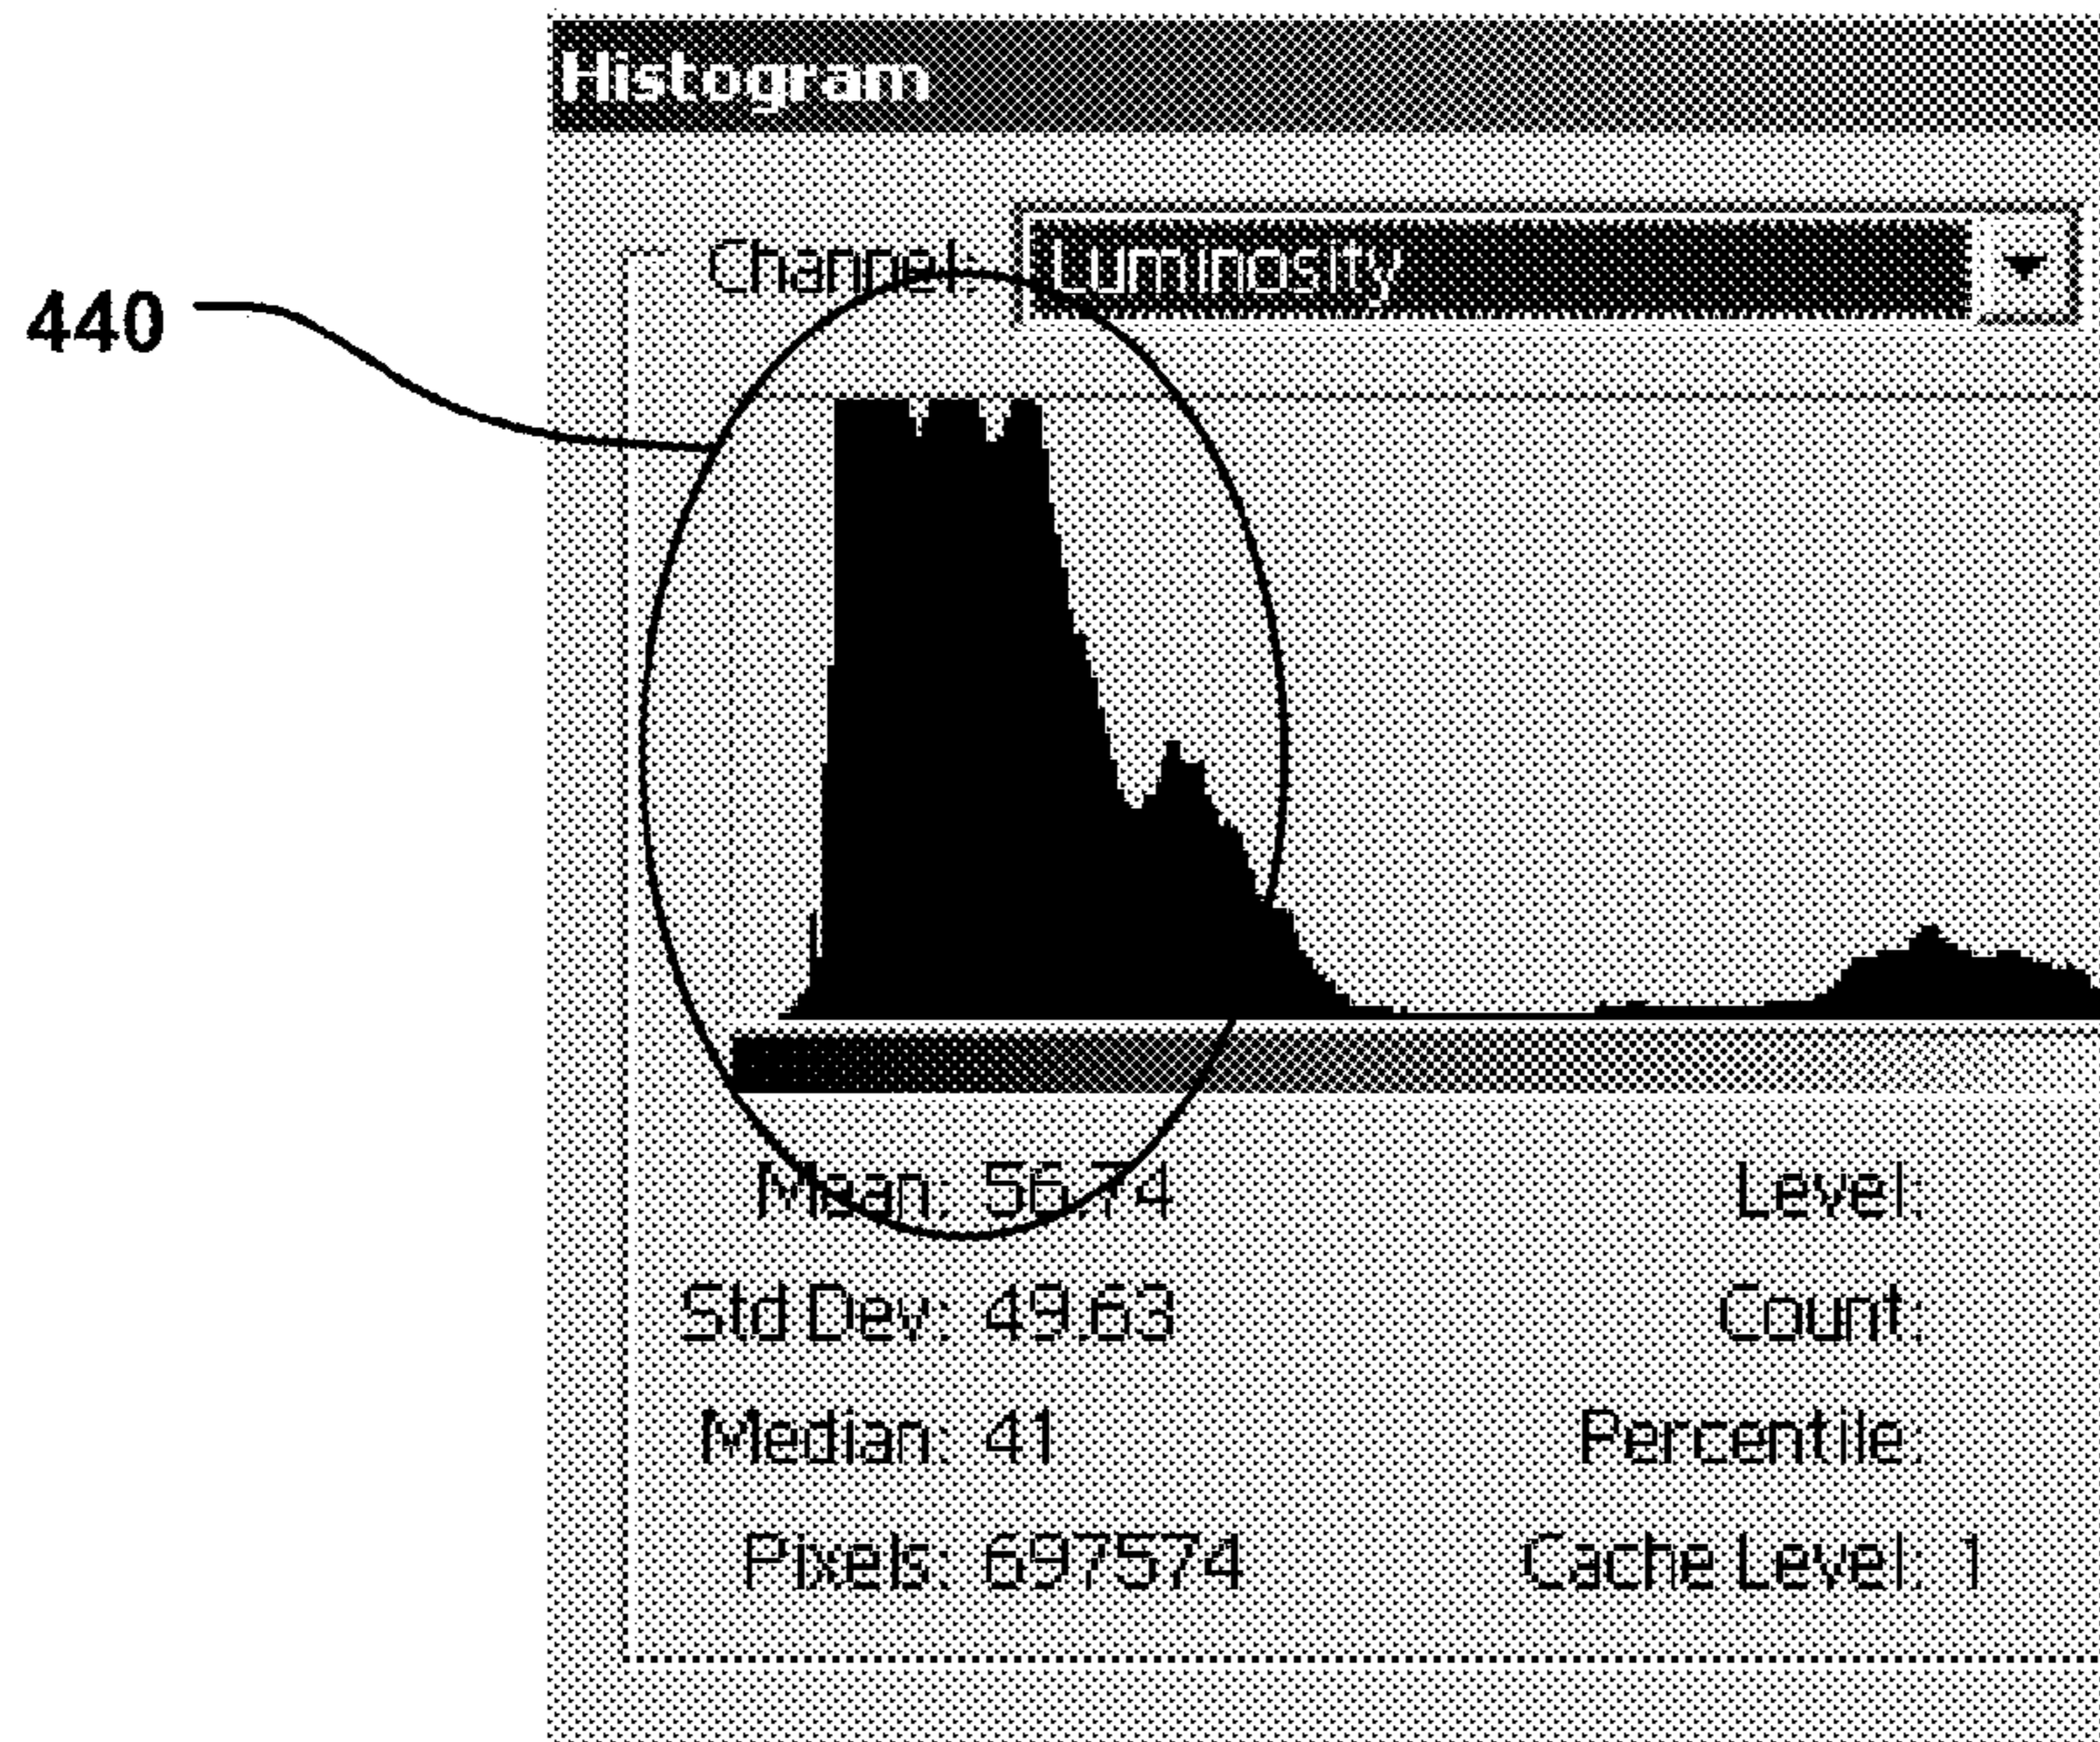 Histogram
Channel: Luminosity
440
Mean: 56.74 Level:
Std Dev: 49.63 Count:
Median: 41 Percentile:
Pixels: 697574 Cache Level: 1